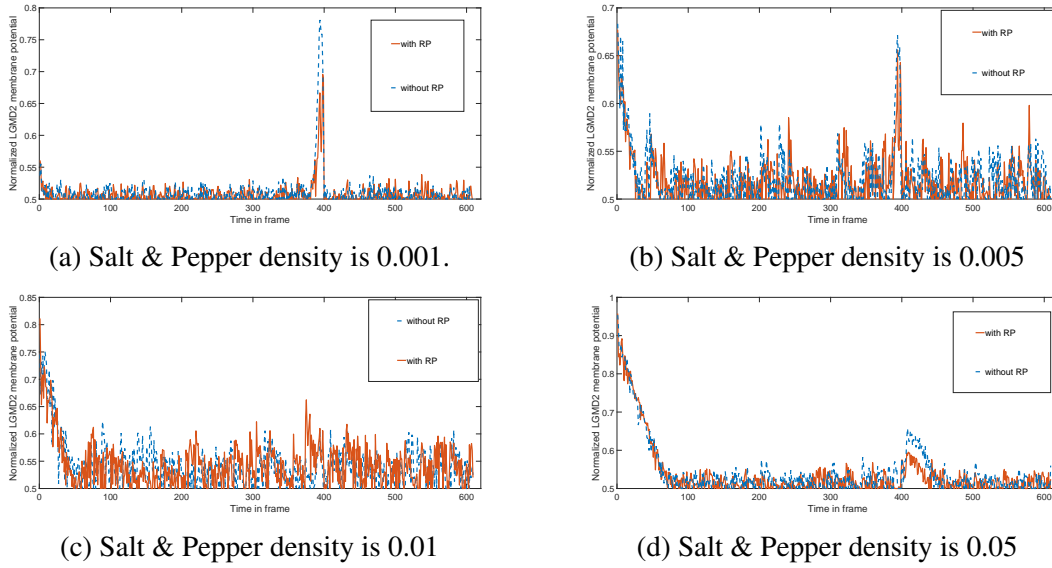 0.8
0.75
0.7
0.65
0.6
0.55
0.5
Normalized LGMD2 membrane potential
with RP
without RP
0 100 200 300 400 500 600
Time in frame
(a) Salt & Pepper density is 0.001.
0.7
0.65
0.6
0.55
0.5
Normalized LGMD2 membrane potential
with RP
without RP
0 100 200 300 400 500 600
Time in frame
(b) Salt & Pepper density is 0.005
0.85
0.8
0.75
0.7
0.65
0.6
0.55
0.5
Normalized LGMD2 membrane potential
without RP
with RP
0 100 200 300 400 500 600
Time in frame
(c) Salt & Pepper density is 0.01
1
0.9
0.8
0.7
0.6
0.5
Normalized LGMD2 membrane potential
with RP
without RP
0 100 200 300 400 500 600
Time in frame
(d) Salt & Pepper density is 0.05